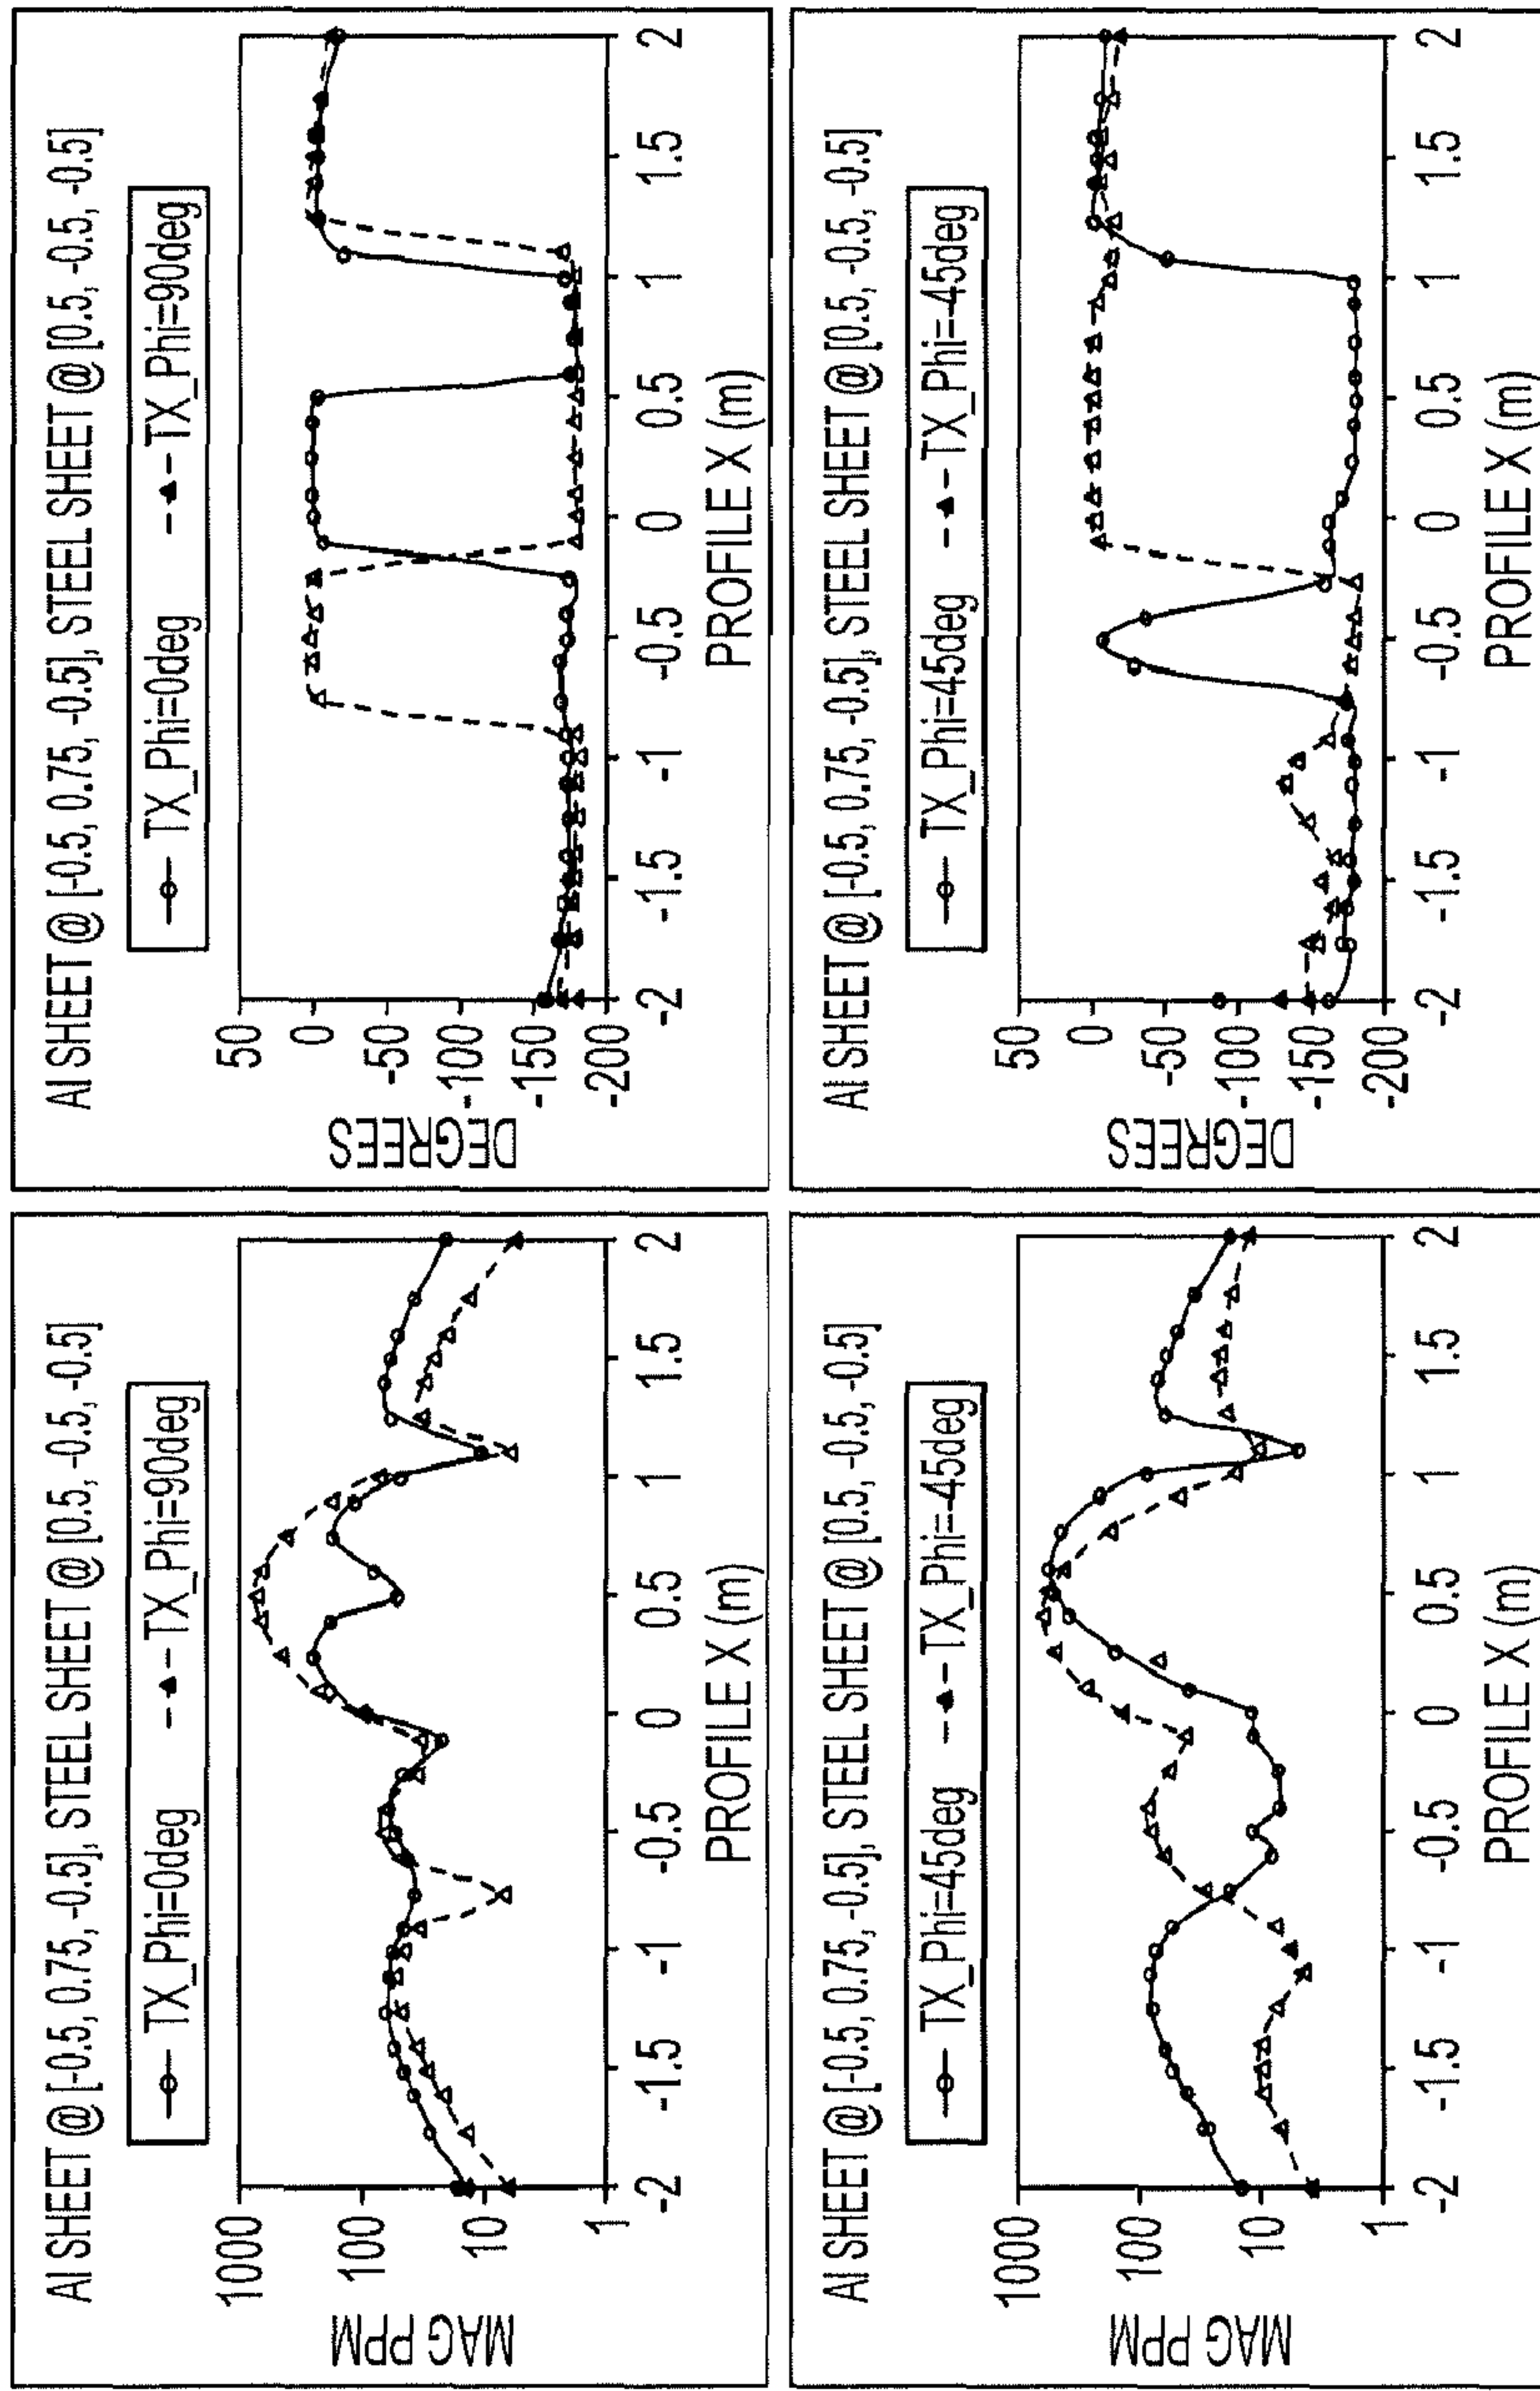 Al SHEET @ [-0.5, 0.75, -0.5], STEEL SHEET @ [0.5, -0.5, -0.5]
TX_Phi=0deg TX_Phi=90deg
MAG PPM
1000
100
10
1
-2 -1.5 -1 -0.5 0 0.5 1 1.5 2
PROFILE X (m)
Al SHEET @ [-0.5, 0.75, -0.5], STEEL SHEET @ [0.5, -0.5, -0.5]
TX_Phi=0deg TX_Phi=90deg
DEGREES
50
0
-50
-100
-150
-200
-2 -1.5 -1 -0.5 0 0.5 1 1.5 2
PROFILE X (m)
Al SHEET @ [-0.5, 0.75, -0.5], STEEL SHEET @ [0.5, -0.5, -0.5]
TX_Phi=45deg TX_Phi=-45deg
MAG PPM
1000
100
10
1
-2 -1.5 -1 -0.5 0 0.5 1 1.5 2
PROFILE X (m)
Al SHEET @ [-0.5, 0.75, -0.5], STEEL SHEET @ [0.5, -0.5, -0.5]
TX_Phi=45deg TX_Phi=-45deg
DEGREES
50
0
-50
-100
-150
-200
-2 -1.5 -1 -0.5 0 0.5 1 1.5 2
PROFILE X (m)